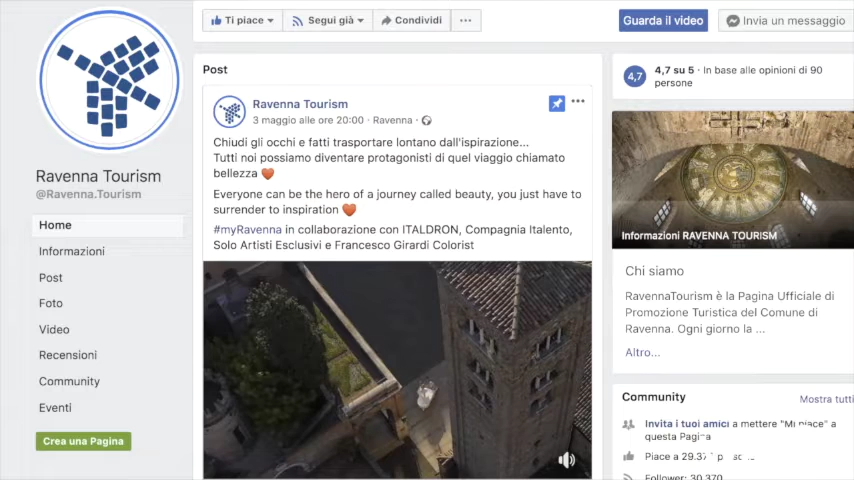 Ti piace
Segui già
Condividi
Guarda il video
Invia un messaggio
Ravenna Tourism
@Ravenna.Tourism
Home
Informazioni
Post
Foto
Video
Recensioni
Community
Eventi
Crea una Pagina
Post
Ravenna Tourism
3 maggio alle ore 20:00 · Ravenna ·
Chiudi gli occhi e fatti trasportare lontano dall'ispirazione...
Tutti noi possiamo diventare protagonisti di quel viaggio chiamato
bellezza
Everyone can be the hero of a journey called beauty, you just have to
surrender to inspiration
#myRavenna in collaborazione con ITALDRON, Compagnia Italento,
Solo Artisti Esclusivi e Francesco Girardi Colorist
4,7
4,7 su 5 · In base alle opinioni di 90
persone
Informazioni RAVENNA TOURISM
Chi siamo
RavennaTourism è la Pagina Ufficiale di
Promozione Turistica del Comune di
Ravenna. Ogni giorno la ...
Altro...
Community
Mostra tutti
Invita i tuoi amici a mettere "Mi piace" a
questa Pagina
Piace a
Follower: 30.370